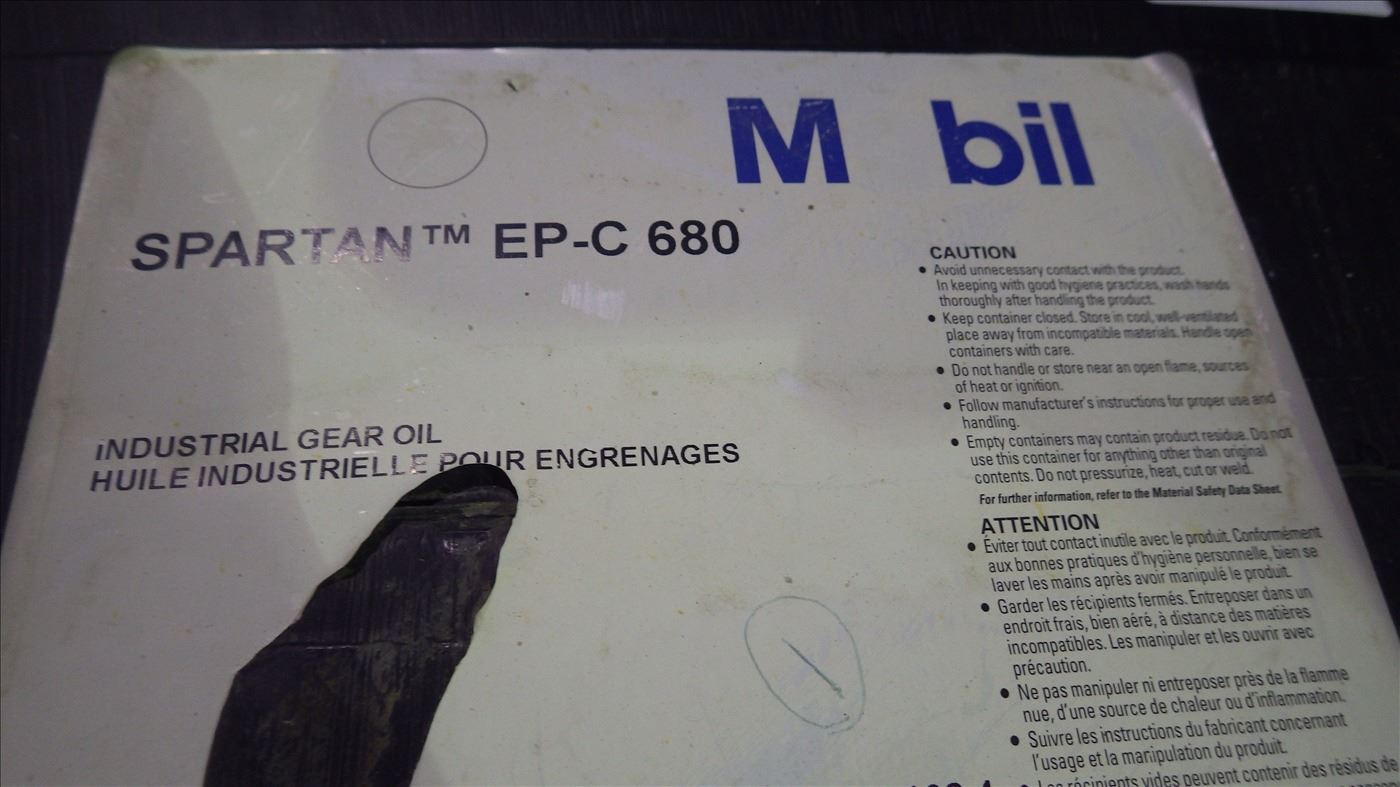 M bil
SPARTAN™ EP-C 680
INDUSTRIAL GEAR OIL
HUILE INDUSTRIELLE POUR ENGRENAGES
CAUTION
• Avoid unnecessary contact with the product.
In keeping with good hygiene practices, wash hands
thoroughly after handling the product.
• Keep container closed. Store in cool, well-ventilated
place away from incompatible materials. Handle open
containers with care.
• Do not handle or store near an open flame, sources
of heat or ignition.
• Follow manufacturer's instructions for proper use and
handling.
• Empty containers may contain product residue. Do not
use this container for anything other than original
contents. Do not pressurize, heat, cut or weld.
For further information, refer to the Material Safety Data Sheet.
ATTENTION
• Éviter tout contact inutile avec le produit. Conformément
aux bonnes pratiques d'hygiène personnelle, bien se
laver les mains après avoir manipulé le produit.
• Garder les récipients fermés. Entreposer dans un
endroit frais, bien aéré, à distance des matières
incompatibles. Les manipuler et les ouvrir avec
précaution.
• Ne pas manipuler ni entreposer près de la flamme
nue, d'une source de chaleur ou d'inflammation.
• Suivre les instructions du fabricant concernant
l'usage et la manipulation du produit.
• Les récipients vides peuvent contenir des résidus de